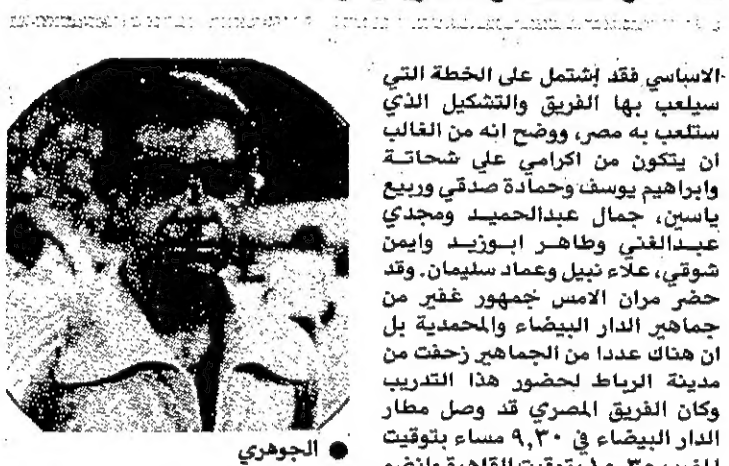 الاساسي فقد إشتمل على الخطة التي
سيلعب بها الفريق والتشكيل الذي
ستلعب به مصر، ووضح انه من الغالب
ان يتكون من اكرامي علي شحاتة
وابراهيم يوسف وحمادة صدقي وربيع
ياسين، جمال عبدالحميد ومجدي
عبدالغني وطاهر ابوزيد وايمن
شوقي، علاء نبيل وعماد سليمان. وقد
حضر مران الامس جمهور غفير من
جماهير الدار البيضاء والمحمدية بل
ان هناك عددا من الجماهير زحفت من
مدينة الرباط لحضور هذا التدريب
وكان الفريق المصري قد وصل مطار
الدار البيضاء في ٩,٣٠ مساء بتوقيت
بتوقيت القاهرة
الجوهري